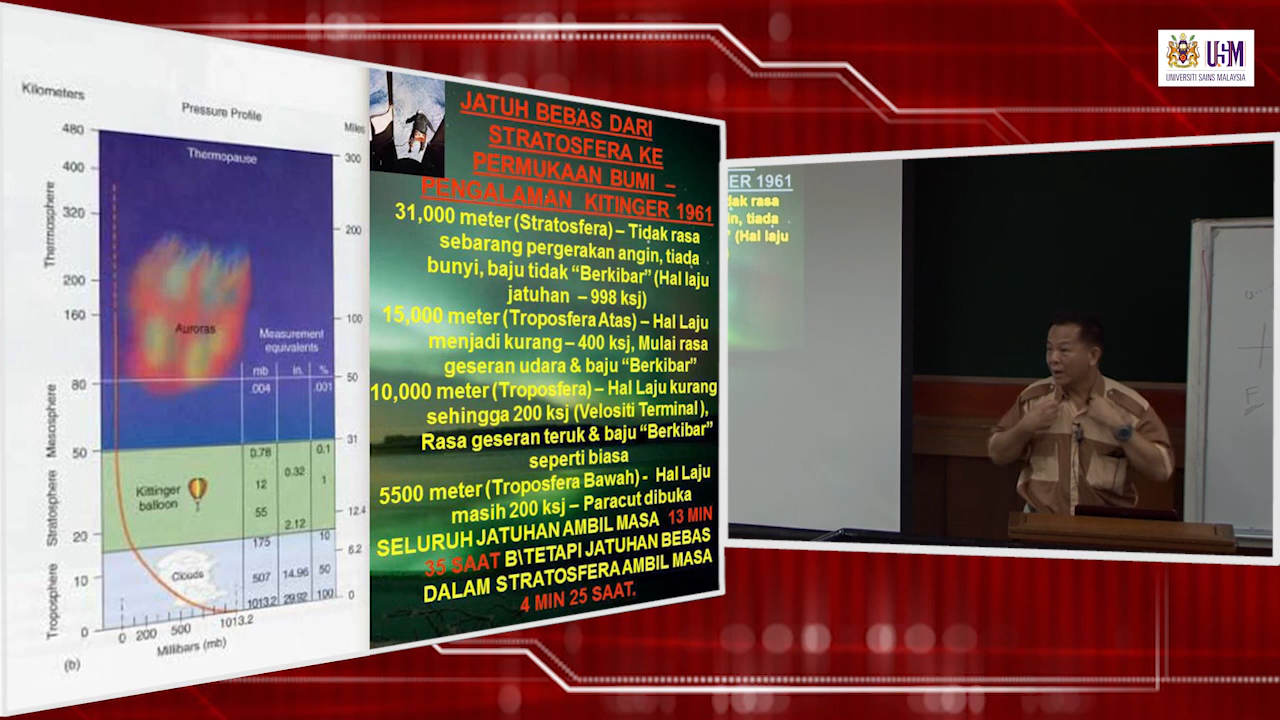 Kilometers
Pressure Profile
Miles
480
400
320
200
160
80
50
20
10
0
Thermosphere
Mesosphere
Stratosphere
Troposphere
Thermopause
Auroras
Measurement
equivalents
mb in. %
.004 .001
0.78 0.1
0.32
12 1
55
2.12
175 10
507 14.96 50
1013.2 29.92 100
Kittinger
balloon
Clouds
300
200
100
50
31
12.4
6.2
0
0 200 500 1013.2
Millibars (mb)
(b)
JATUH BEBAS DARI
STRATOSFERA KE
PERMUKAAN BUMI –
PENGALAMAN KITINGER 1961
31,000 meter (Stratosfera) – Tidak rasa
sebarang pergerakan angin, tiada
bunyi, baju tidak “Berkibar” (Hal laju
jatuhan – 998 ksj)
15,000 meter (Troposfera Atas) – Hal Laju
menjadi kurang – 400 ksj, Mulai rasa
geseran udara & baju “Berkibar”
10,000 meter (Troposfera) – Hal Laju kurang
sehingga 200 ksj (Velositi Terminal),
Rasa geseran teruk & baju “Berkibar”
seperti biasa
5500 meter (Troposfera Bawah) - Hal Laju
masih 200 ksj – Paracut dibuka
SELURUH JATUHAN AMBIL MASA 13 MIN
35 SAAT B\TETAPI JATUHAN BEBAS
DALAM STRATOSFERA AMBIL MASA
4 MIN 25 SAAT.
USM
UNIVERSITI SAINS MALAYSIA
ER 1961
dak rasa
in, tiada
” (Hal laju